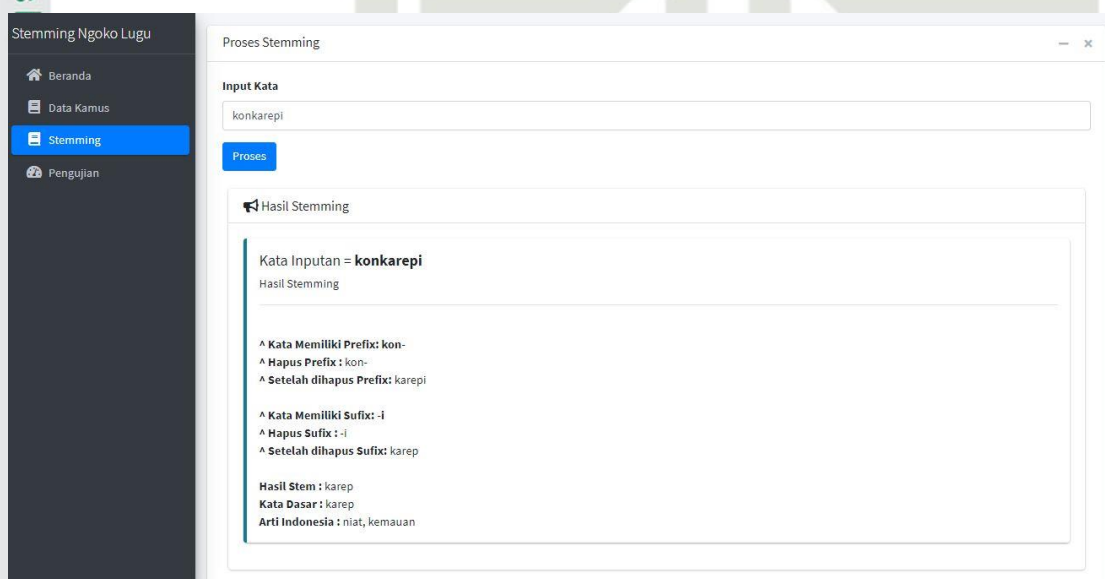 Stemming Ngoko Lugu
Beranda
Data Kamus
Stemming
Pengujian
Proses Stemming
Input Kata
konkarepi
Proses
Hasil Stemming
Kata Inputan = konkarepi
Hasil Stemming
^ Kata Memiliki Prefix: kon-
^ Hapus Prefix : kon-
^ Setelah dihapus Prefix: karepi
^ Kata Memiliki Sufix: -i
^ Hapus Sufix : -i
^ Setelah dihapus Sufix: karep
Hasil Stem : karep
Kata Dasar : karep
Arti Indonesia : niat, kemauan